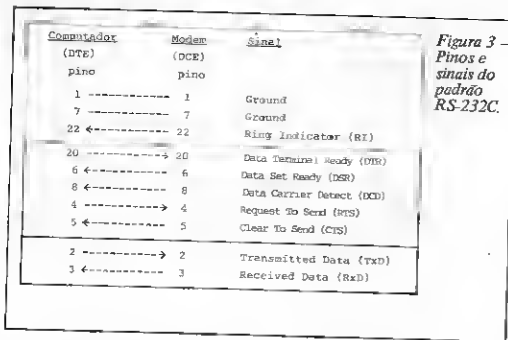 Computador Modem Sinal
(DTE) (DCE)
pino pino
1 ------------- 1 Ground
7 ------------- 7 Ground
22 ←------------ 22 Ring Indicator (RI)
20 ------------→ 20 Data Terminal Ready (DTR)
6 ←------------ 6 Data Set Ready (DSR)
8 ←------------ 8 Data Carrier Detect (DCD)
4 ------------→ 4 Request To Send (RTS)
5 ←------------ 5 Clear To Send (CTS)
2 ------------→ 2 Transmitted Data (TxD)
3 ←------------ 3 Received Data (RxD)
Figura 3 –
Pinos e
sinais do
padrão
RS-232C.